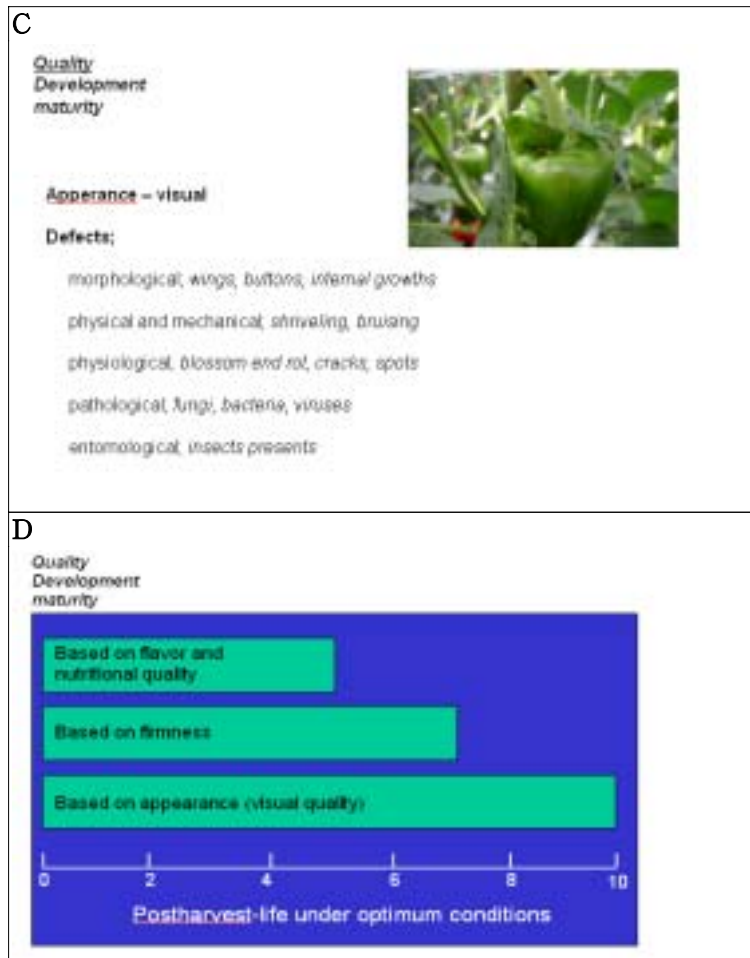 C
Quality
Development
maturity
Apperance – visual
Defects;
morphological; wings, buttons, internal growths
physical and mechanical; shriveling, bruising
physiological; blossom end rot, cracks, spots
pathological; fungi, bacteria, viruses
entomological; insects presents
D
Quality
Development
maturity
Based on flavor and
nutritional quality
Based on firmness
Based on appearance (visual quality)
0 2 4 6 8 10
Postharvest-life under optimum conditions